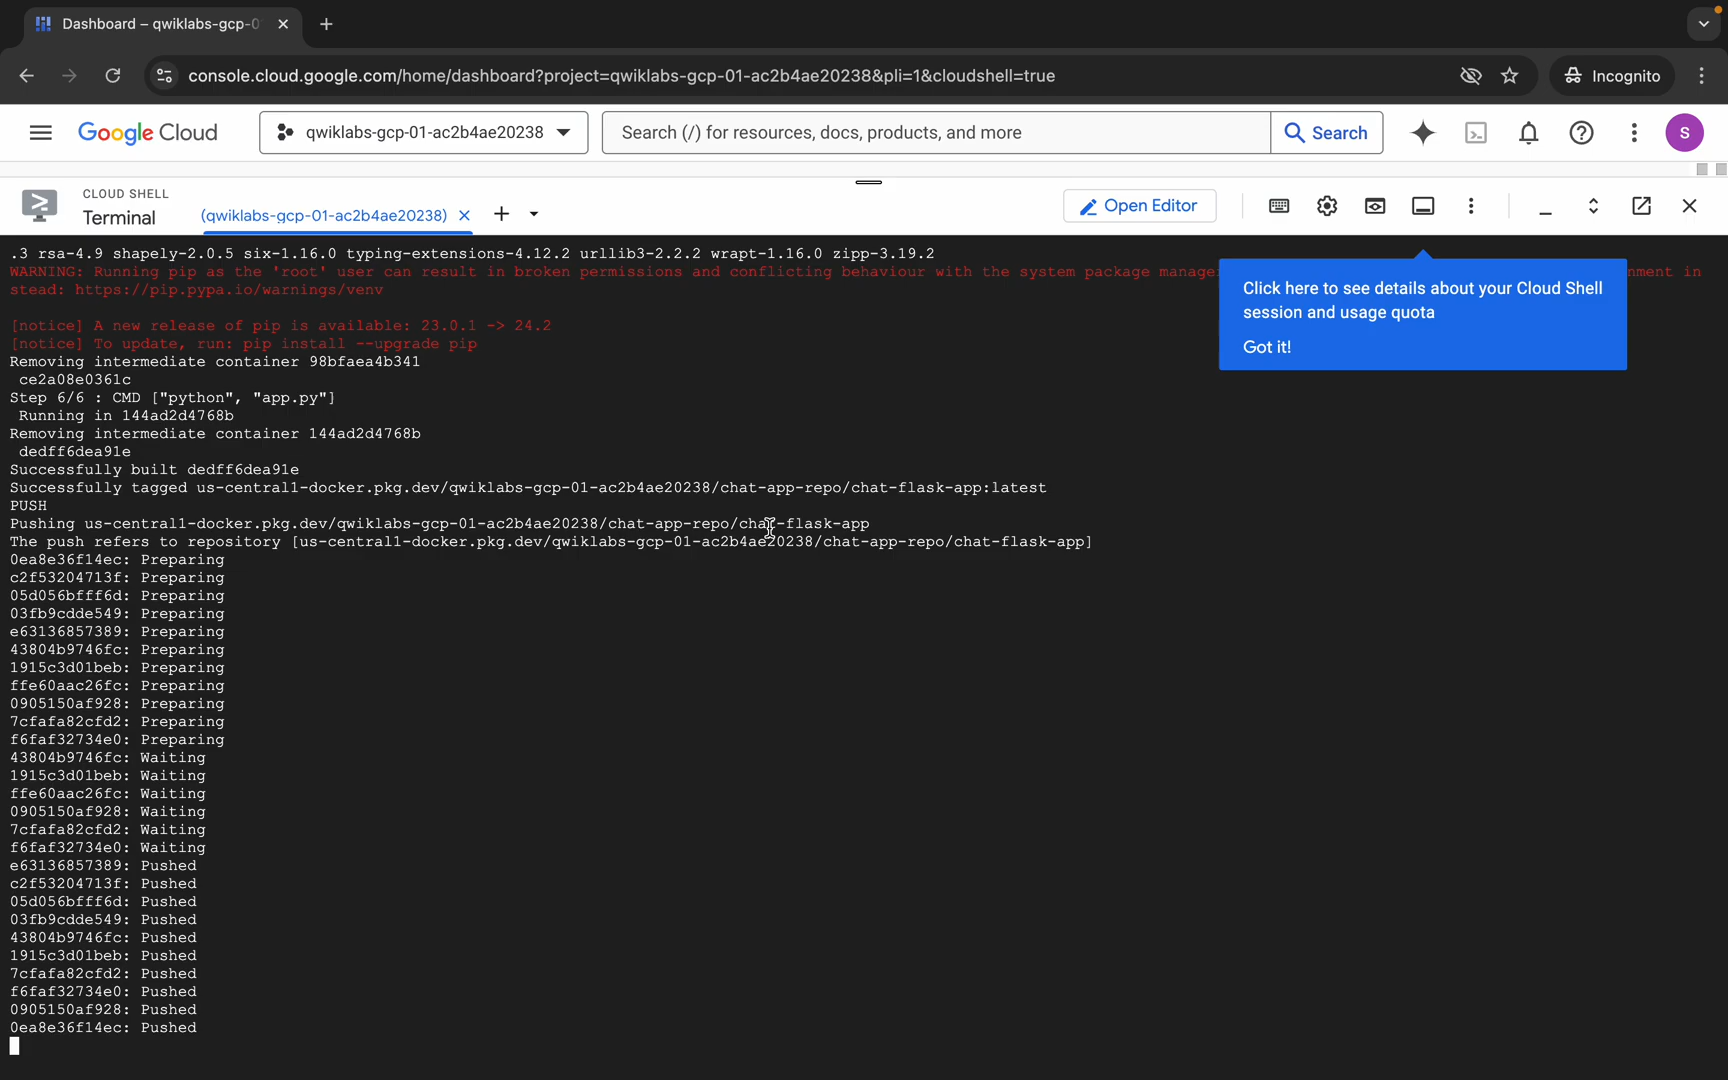 Dashboard – qwiklabs-gcp-0
console.cloud.google.com/home/dashboard?project=qwiklabs-gcp-01-ac2b4ae20238&pli=1&cloudshell=true
Incognito
Google Cloud
qwiklabs-gcp-01-ac2b4ae20238
Search (/) for resources, docs, products, and more
Search
S
CLOUD SHELL
Terminal
(qwiklabs-gcp-01-ac2b4ae20238)
Open Editor
.3 rsa-4.9 shapely-2.0.5 six-1.16.0 typing-extensions-4.12.2 urllib3-2.2.2 wrapt-1.16.0 zipp-3.19.2
WARNING: Running pip as the 'root' user can result in broken permissions and conflicting behaviour with the system package manage
nment in
stead: https://pip.pypa.io/warnings/venv
Click here to see details about your Cloud Shell
session and usage quota
Got it!
[notice] A new release of pip is available: 23.0.1 -> 24.2
[notice] To update, run: pip install --upgrade pip
Removing intermediate container 98bfaea4b341
ce2a08e0361c
Step 6/6 : CMD ["python", "app.py"]
Running in 144ad2d4768b
Removing intermediate container 144ad2d4768b
dedff6dea91e
Successfully built dedff6dea91e
Successfully tagged us-central1-docker.pkg.dev/qwiklabs-gcp-01-ac2b4ae20238/chat-app-repo/chat-flask-app:latest
PUSH
Pushing us-central1-docker.pkg.dev/qwiklabs-gcp-01-ac2b4ae20238/chat-app-repo/chat-flask-app
The push refers to repository [us-central1-docker.pkg.dev/qwiklabs-gcp-01-ac2b4ae20238/chat-app-repo/chat-flask-app]
0ea8e36f14ec: Preparing
c2f53204713f: Preparing
05d056bfff6d: Preparing
03fb9cdde549: Preparing
e63136857389: Preparing
43804b9746fc: Preparing
1915c3d01beb: Preparing
ffe60aac26fc: Preparing
0905150af928: Preparing
7cfafa82cfd2: Preparing
f6faf32734e0: Preparing
43804b9746fc: Waiting
1915c3d01beb: Waiting
ffe60aac26fc: Waiting
0905150af928: Waiting
7cfafa82cfd2: Waiting
f6faf32734e0: Waiting
e63136857389: Pushed
c2f53204713f: Pushed
05d056bfff6d: Pushed
03fb9cdde549: Pushed
43804b9746fc: Pushed
1915c3d01beb: Pushed
7cfafa82cfd2: Pushed
f6faf32734e0: Pushed
0905150af928: Pushed
0ea8e36f14ec: Pushed